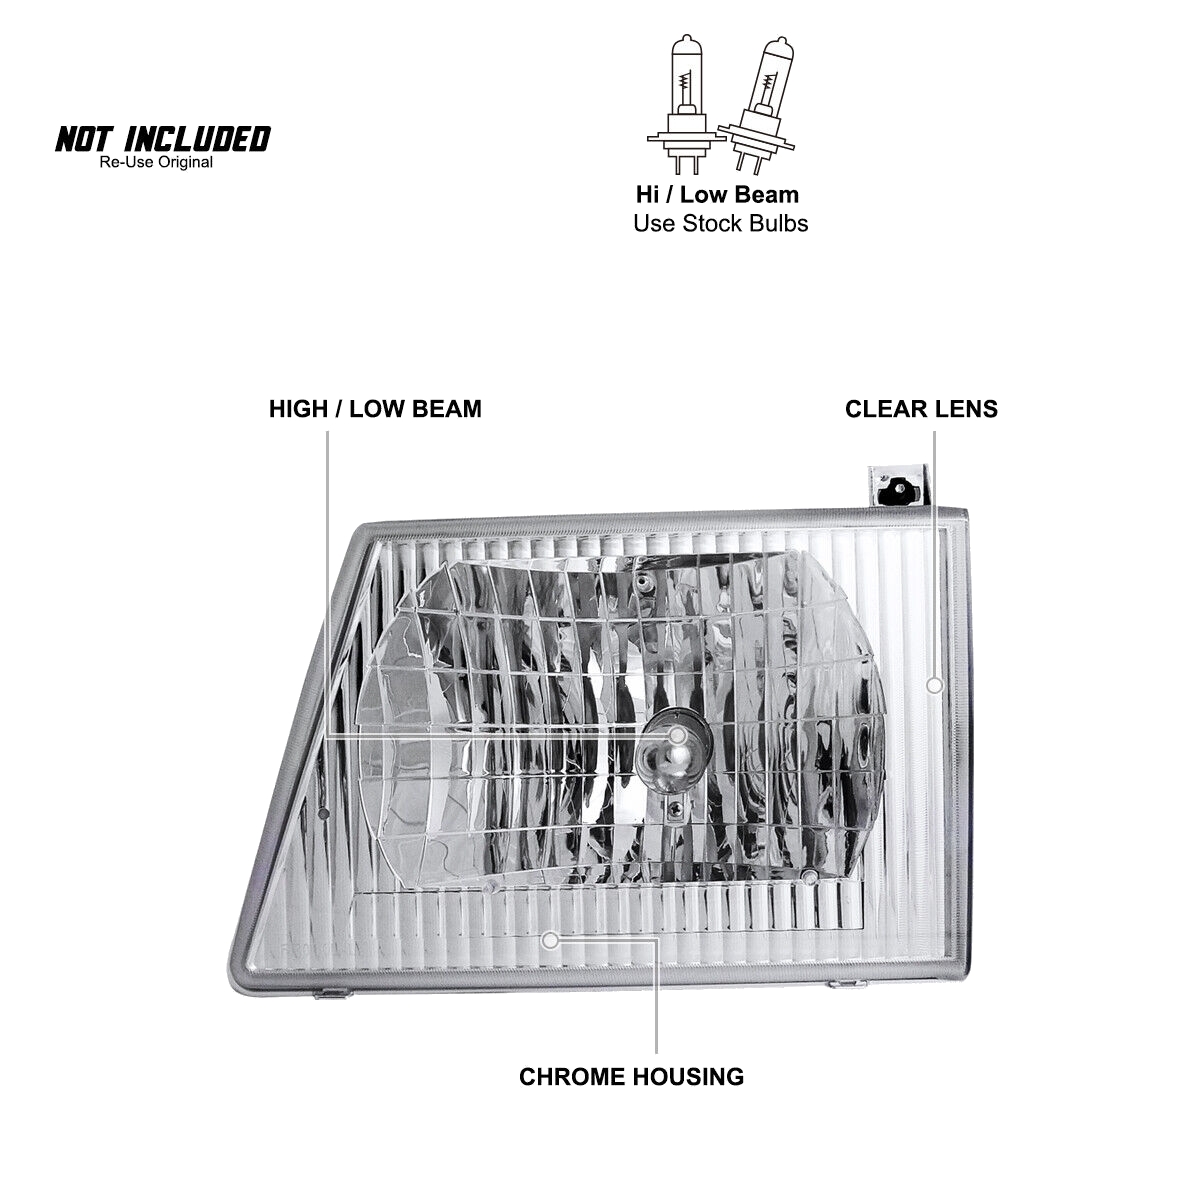 NOT INCLUDED
Re-Use Original
Hi / Low Beam
Use Stock Bulbs
HIGH / LOW BEAM
CLEAR LENS
CHROME HOUSING